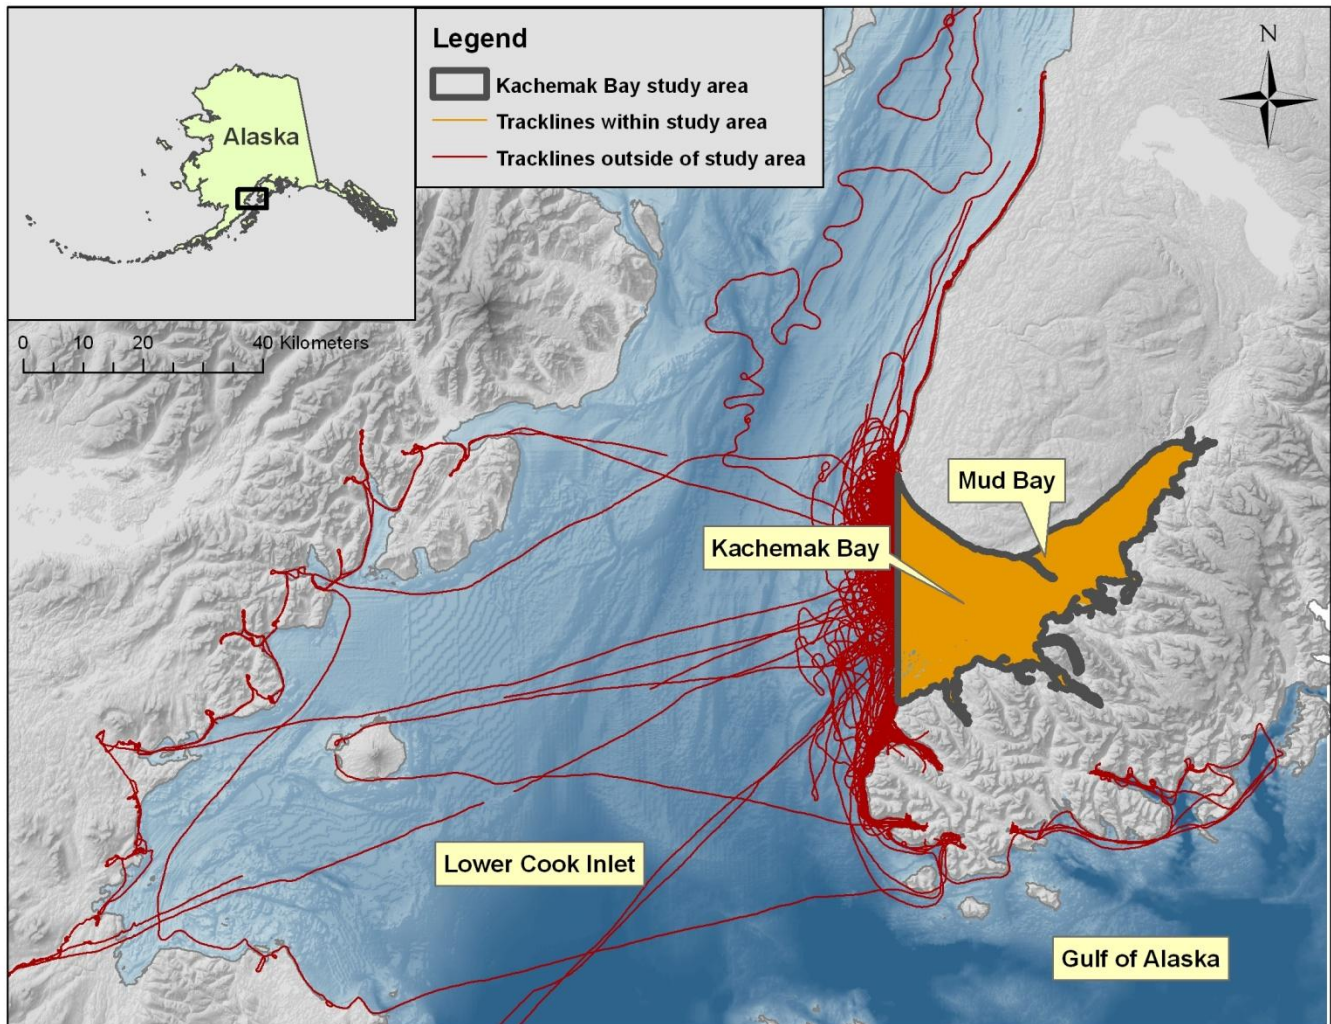 Alaska
Legend
Kachemak Bay study area
Tracklines within study area
Tracklines outside of study area
N
0 10 20 40 Kilometers
Mud Bay
Kachemak Bay
Lower Cook Inlet
Gulf of Alaska